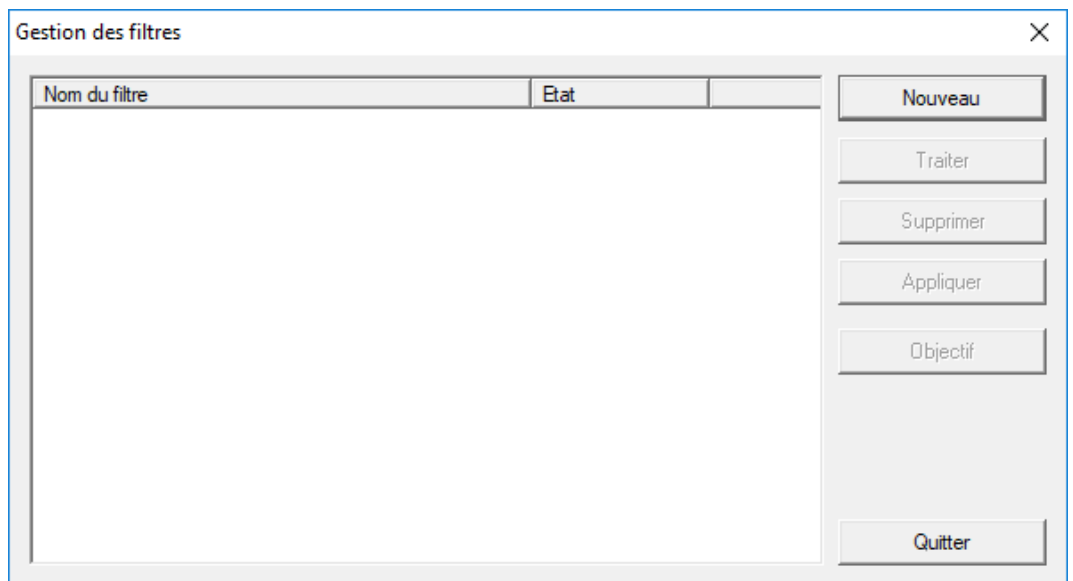 Gestion des filtres
Nom du filtre Etat
Nouveau
Traiter
Supprimer
Appliquer
Objectif
Quitter